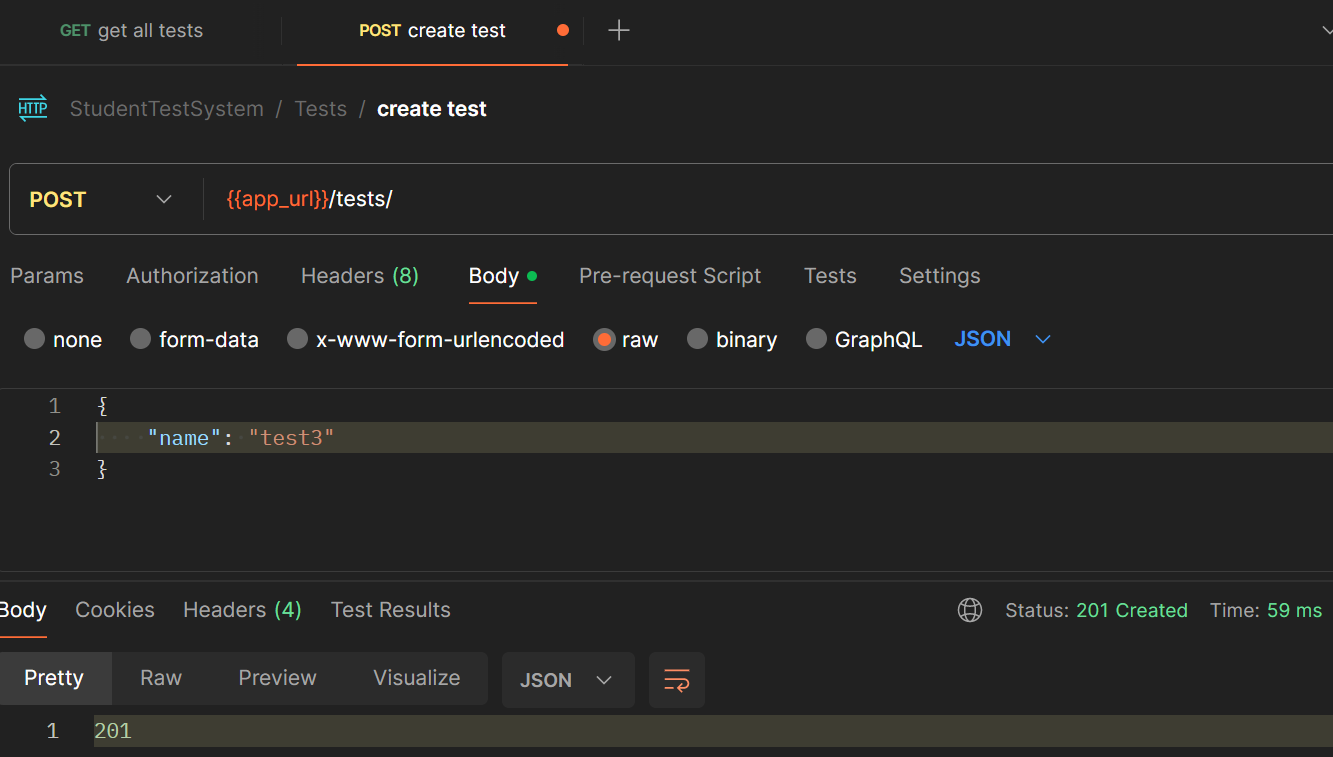 GET get all tests POST create test
HTTP StudentTestSystem / Tests / create test
POST {{app_url}}/tests/
Params Authorization Headers (8) Body Pre-request Script Tests Settings
none form-data x-www-form-urlencoded raw binary GraphQL JSON
1 {
2 "name": "test3"
3 }
Body Cookies Headers (4) Test Results Status: 201 Created Time: 59 ms
Pretty Raw Preview Visualize JSON
1 201